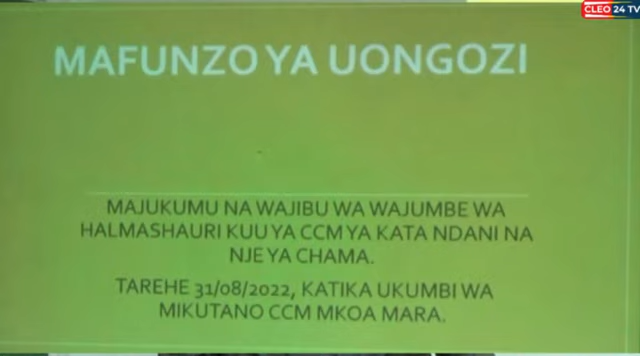 CLEO 24 TV
MAFUNZO YA UONGOZI
MAJUKUMU NA WAJIBU WA WAJUMBE WA
HALMASHAURI KUU YA CCM YA KATA NDANI NA
NJE YA CHAMA.
TAREHE 31/08/2022, KATIKA UKUMBI WA
MIKUTANO CCM MKOA MARA.